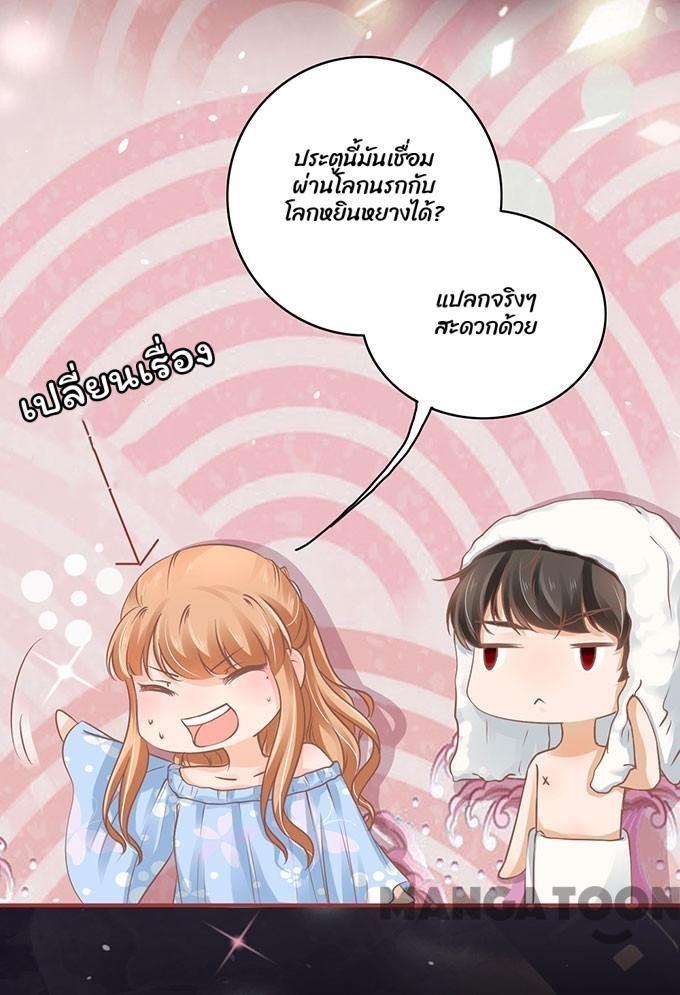 ประตูนี้มันเชื่อม
ผ่านโลกนรกกับ
โลกหยินหยางได้?
แปลกจริงๆ
สะดวกด้วย
เปลี่ยนเรื่อง
MANGATOON